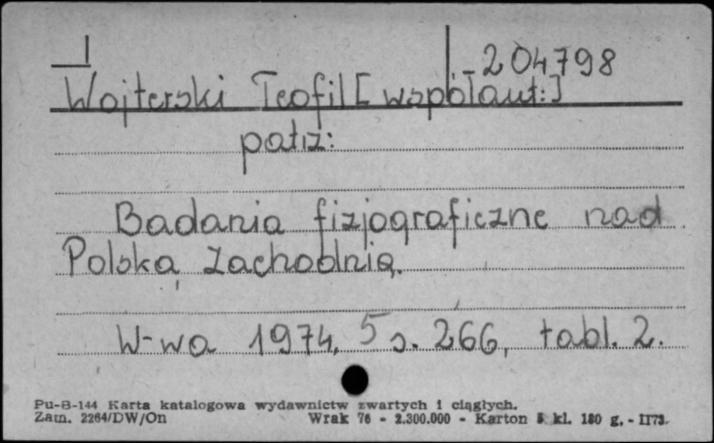 I 204798
Wojterski Teofil [współaut:]
patrz:
Badania fizjograficzne nad
Polską Zachodnią.
W-wa 1974, 5 s. 266, tabl. 2.
Pu-B-144 Karta katalogowa wydawnictw zwartych i ciągłych.
Zam. 2264/DW/On Wrak 76 - 2.300.000 - Karton kl. 180 g. - II73.